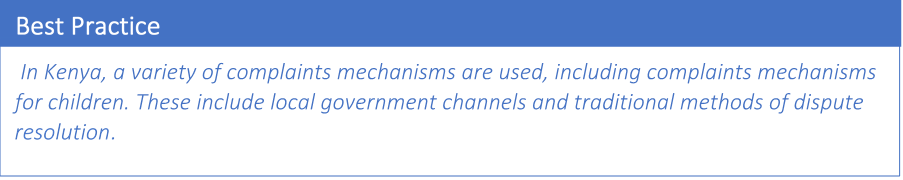 Best Practice
In Kenya, a variety of complaints mechanisms are used, including complaints mechanisms
for children. These include local government channels and traditional methods of dispute
resolution.